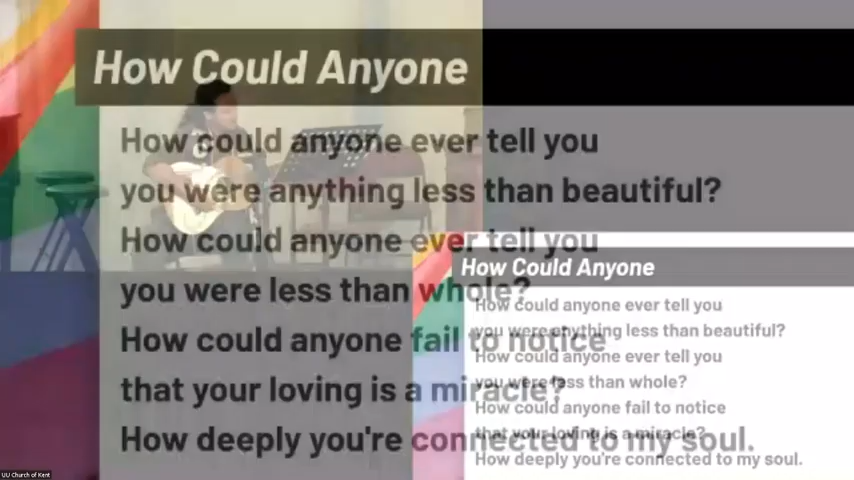 How Could Anyone
How could anyone ever tell you
you were anything less than beautiful?
How could anyone ever tell you
you were less than whole?
How could anyone fail to notice
that your loving is a miracle?
How deeply you're connected to my soul.
How Could Anyone
How could anyone ever tell you
you were anything less than beautiful?
How could anyone ever tell you
you were less than whole?
How could anyone fail to notice
that your loving is a miracle?
How deeply you're connected to my soul.
UU Church of Kent